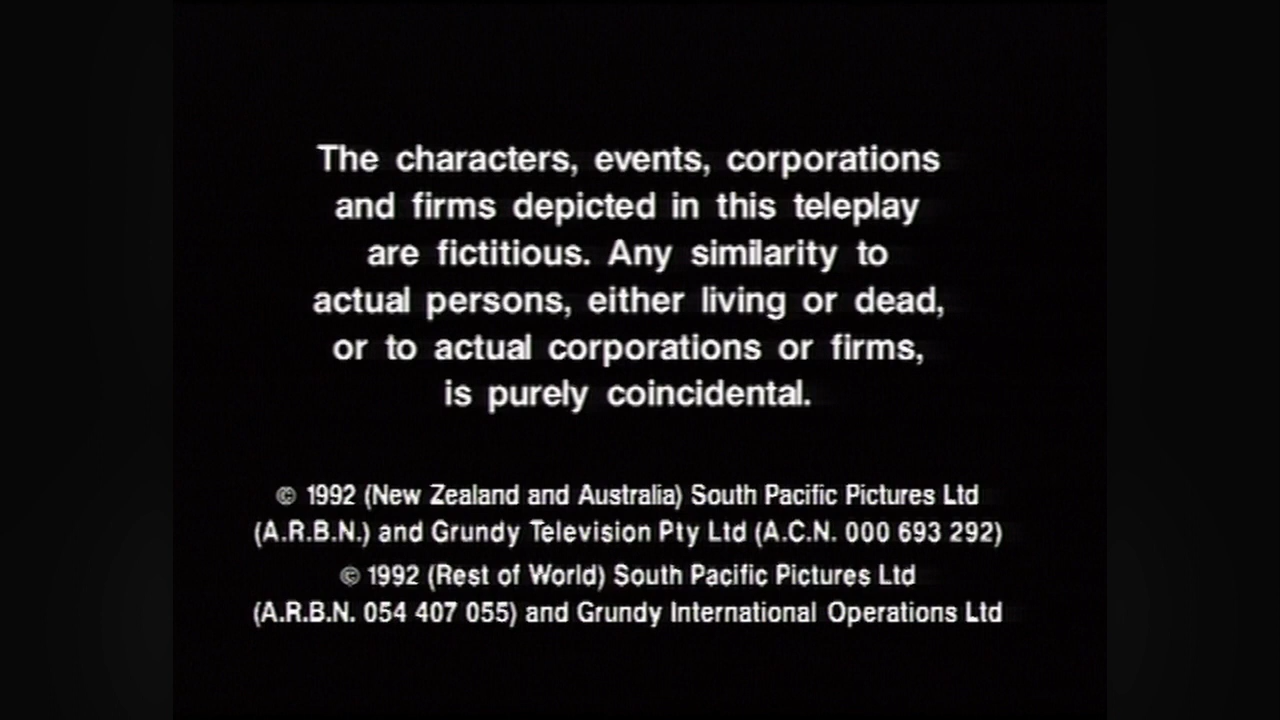 The characters, events, corporations
and firms depicted in this teleplay
are fictitious. Any similarity to
actual persons, either living or dead,
or to actual corporations or firms,
is purely coincidental.
© 1992 (New Zealand and Australia) South Pacific Pictures Ltd
(A.R.B.N.) and Grundy Television Pty Ltd (A.C.N. 000 693 292)
© 1992 (Rest of World) South Pacific Pictures Ltd
(A.R.B.N. 054 407 055) and Grundy International Operations Ltd